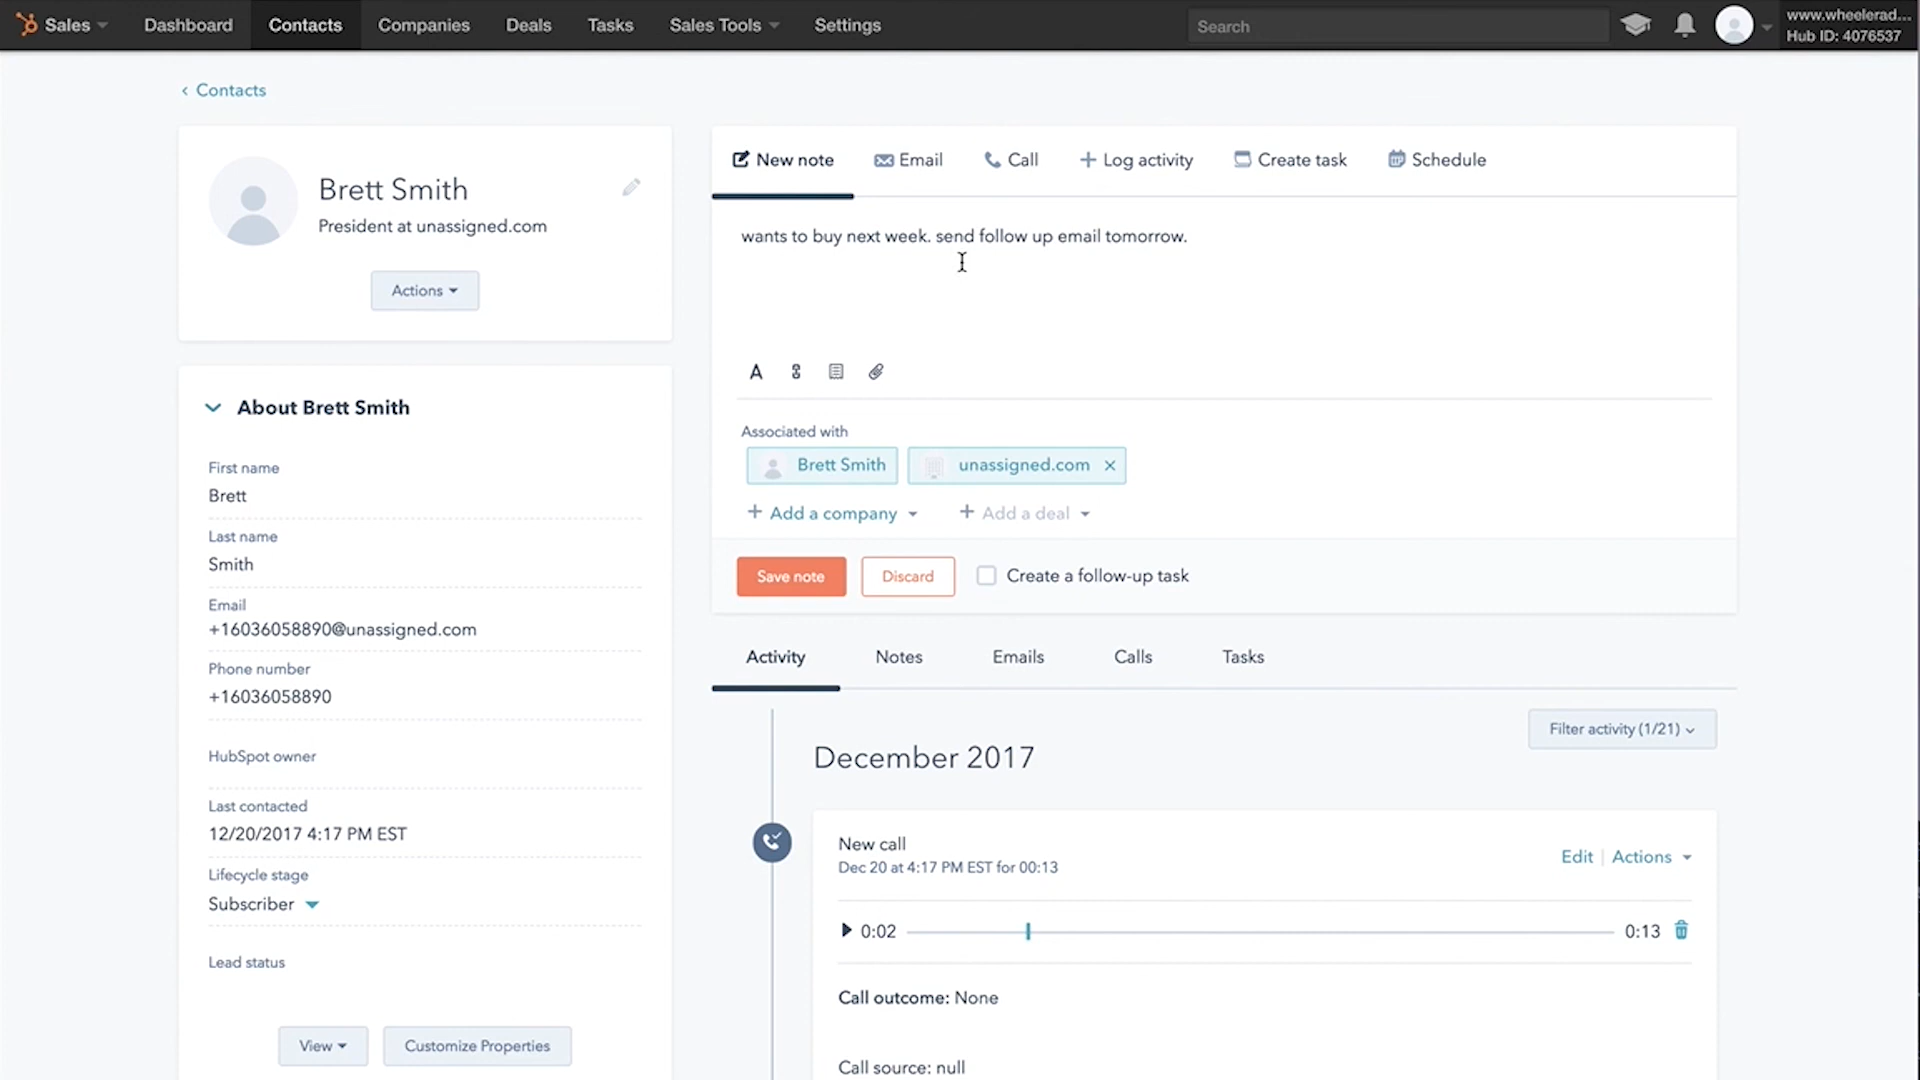 Sales Dashboard Contacts Companies Deals Tasks Sales Tools Settings Search www.wheelerad...
Hub ID: 4076537
‹ Contacts
Brett Smith
President at unassigned.com
Actions
About Brett Smith
First name
Brett
Last name
Smith
Email
+16036058890@unassigned.com
Phone number
+16036058890
HubSpot owner
Last contacted
12/20/2017 4:17 PM EST
Lifecycle stage
Subscriber
Lead status
View Customize Properties
New note Email Call + Log activity Create task Schedule
wants to buy next week. send follow up email tomorrow.
A
Associated with
Brett Smith unassigned.com ×
+ Add a company + Add a deal
Save note Discard Create a follow-up task
Activity Notes Emails Calls Tasks
Filter activity (1/21)
December 2017
New call
Dec 20 at 4:17 PM EST for 00:13
Edit | Actions
0:02 0:13
Call outcome: None
Call source: null